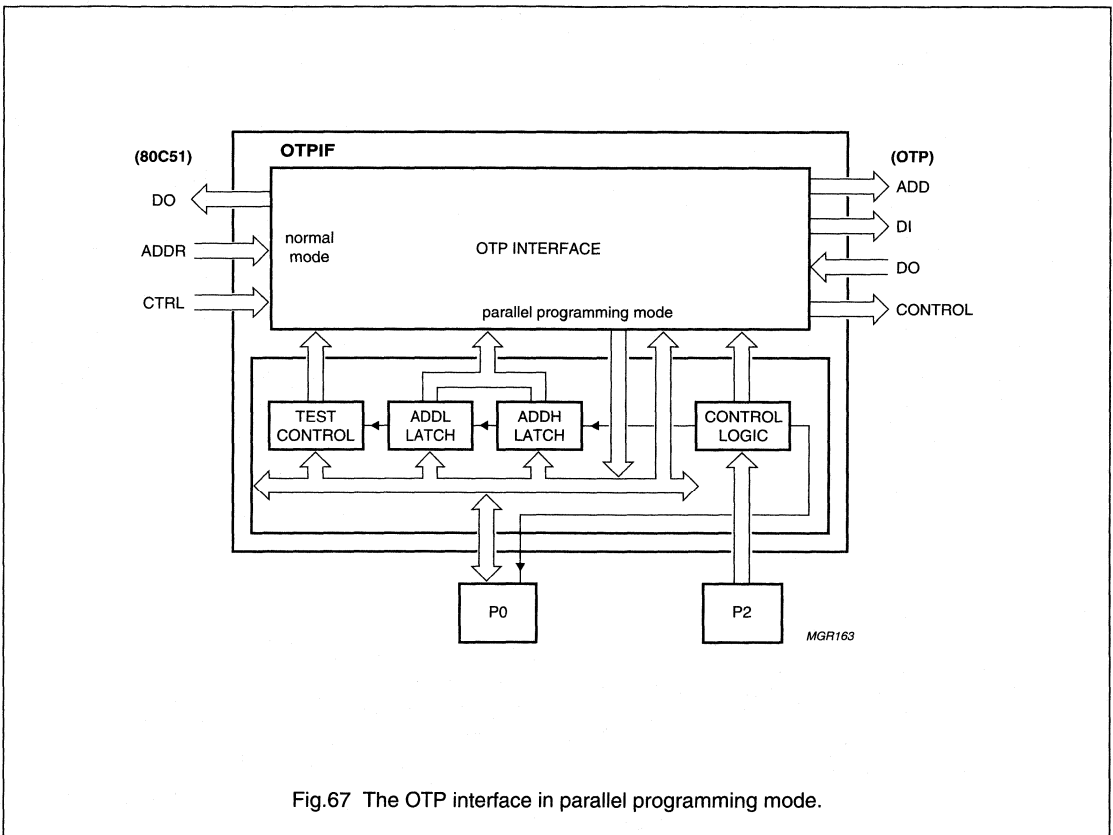 (80C51)
OTPIF
(OTP)
DO
ADDR
CTRL
normal
mode
OTP INTERFACE
parallel programming mode
ADD
DI
DO
CONTROL
TEST
CONTROL
ADDL
LATCH
ADDH
LATCH
CONTROL
LOGIC
P0
P2
MGR163
Fig.67 The OTP interface in parallel programming mode.